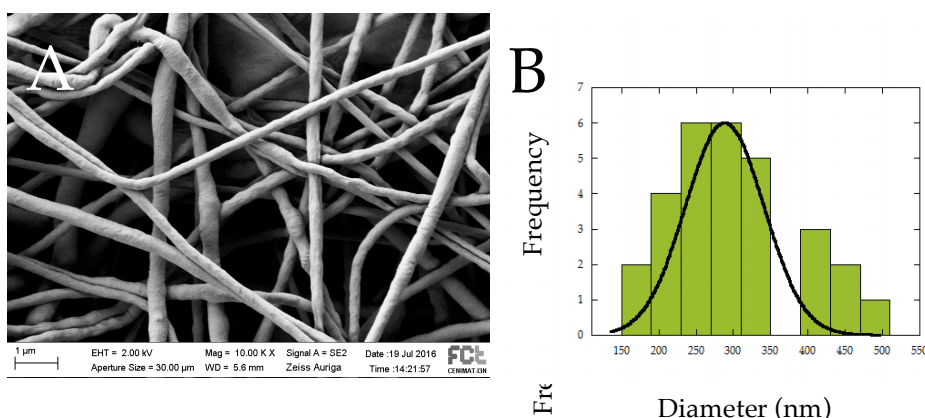 A
1 µm
EHT = 2.00 kV Mag = 10.00 K X Signal A = SE2 Date :19 Jul 2016
Aperture Size = 30.00 µm WD = 5.6 mm Zeiss Auriga Time :14:21:57
FCt
CENIMAT-I3N
B
Frequency
7
6
5
4
3
2
1
0
150 200 250 300 350 400 450 500 550
Diameter (nm)
Fre